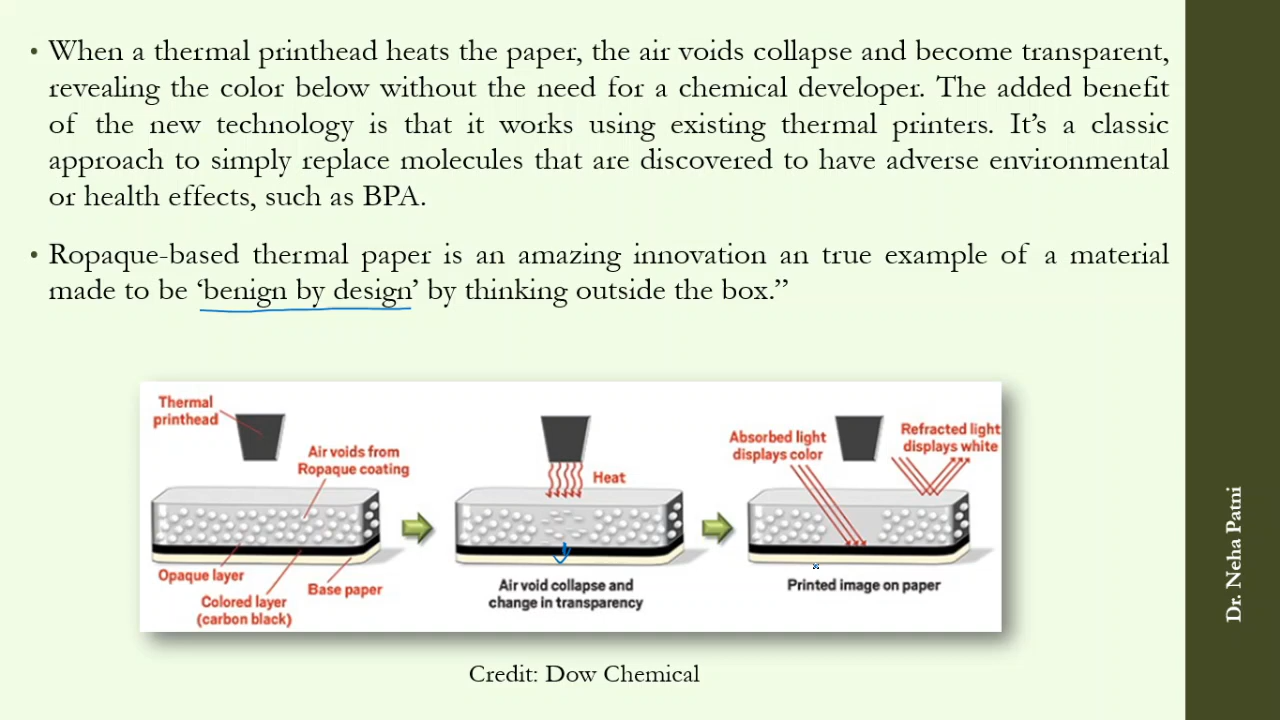 • When a thermal printhead heats the paper, the air voids collapse and become transparent,
revealing the color below without the need for a chemical developer. The added benefit
of the new technology is that it works using existing thermal printers. It’s a classic
approach to simply replace molecules that are discovered to have adverse environmental
or health effects, such as BPA.
• Ropaque-based thermal paper is an amazing innovation an true example of a material
made to be ‘benign by design’ by thinking outside the box.”
Thermal
printhead
Air voids from
Ropaque coating
Opaque layer
Colored layer
(carbon black)
Base paper
Heat
Air void collapse and
change in transparency
Absorbed light
displays color
Refracted light
displays white
Printed image on paper
Credit: Dow Chemical
Dr. Neha Patni